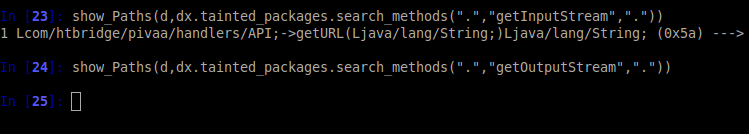 In [23]: show_Paths(d,dx.tainted_packages.search_methods(".","getInputStream","."))
1 Lcom/htbridge/pivaa/handlers/API;->getURL(Ljava/lang/String;)Ljava/lang/String; (0x5a) --->
In [24]: show_Paths(d,dx.tainted_packages.search_methods(".","getOutputStream","."))
In [25]: